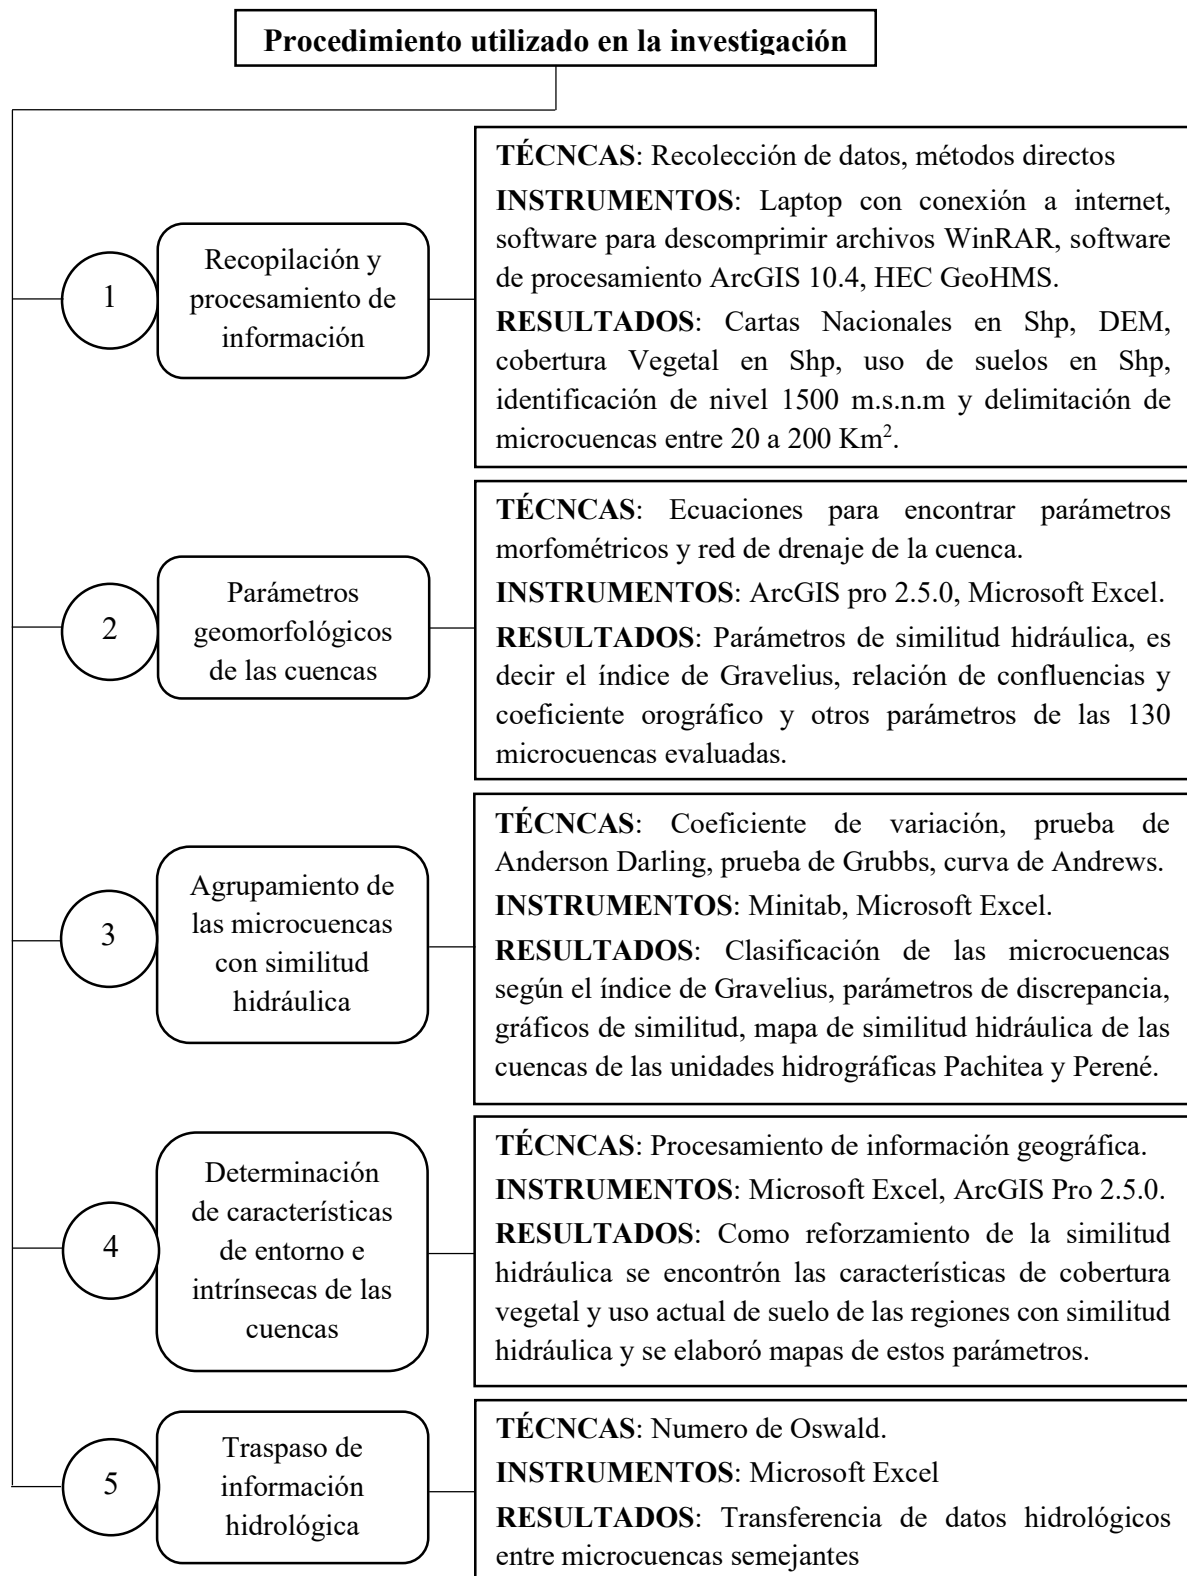 Procedimiento utilizado en la investigación
1
Recopilación y
procesamiento de
información
TÉCNCAS: Recolección de datos, métodos directos
INSTRUMENTOS: Laptop con conexión a internet,
software para descomprimir archivos WinRAR, software
de procesamiento ArcGIS 10.4, HEC GeoHMS.
RESULTADOS: Cartas Nacionales en Shp, DEM,
cobertura Vegetal en Shp, uso de suelos en Shp,
identificación de nivel 1500 m.s.n.m y delimitación de
microcuencas entre 20 a 200 Km².
2
Parámetros
geomorfológicos
de las cuencas
TÉCNCAS: Ecuaciones para encontrar parámetros
morfométricos y red de drenaje de la cuenca.
INSTRUMENTOS: ArcGIS pro 2.5.0, Microsoft Excel.
RESULTADOS: Parámetros de similitud hidráulica, es
decir el índice de Gravelius, relación de confluencias y
coeficiente orográfico y otros parámetros de las 130
microcuencas evaluadas.
3
Agrupamiento de
las microcuencas
con similitud
hidráulica
TÉCNCAS: Coeficiente de variación, prueba de
Anderson Darling, prueba de Grubbs, curva de Andrews.
INSTRUMENTOS: Minitab, Microsoft Excel.
RESULTADOS: Clasificación de las microcuencas
según el índice de Gravelius, parámetros de discrepancia,
gráficos de similitud, mapa de similitud hidráulica de las
cuencas de las unidades hidrográficas Pachitea y Perené.
4
Determinación
de características
de entorno e
intrínsecas de las
cuencas
TÉCNCAS: Procesamiento de información geográfica.
INSTRUMENTOS: Microsoft Excel, ArcGIS Pro 2.5.0.
RESULTADOS: Como reforzamiento de la similitud
hidráulica se encontrón las características de cobertura
vegetal y uso actual de suelo de las regiones con similitud
hidráulica y se elaboró mapas de estos parámetros.
5
Traspaso de
información
hidrológica
TÉCNCAS: Numero de Oswald.
INSTRUMENTOS: Microsoft Excel
RESULTADOS: Transferencia de datos hidrológicos
entre microcuencas semejantes